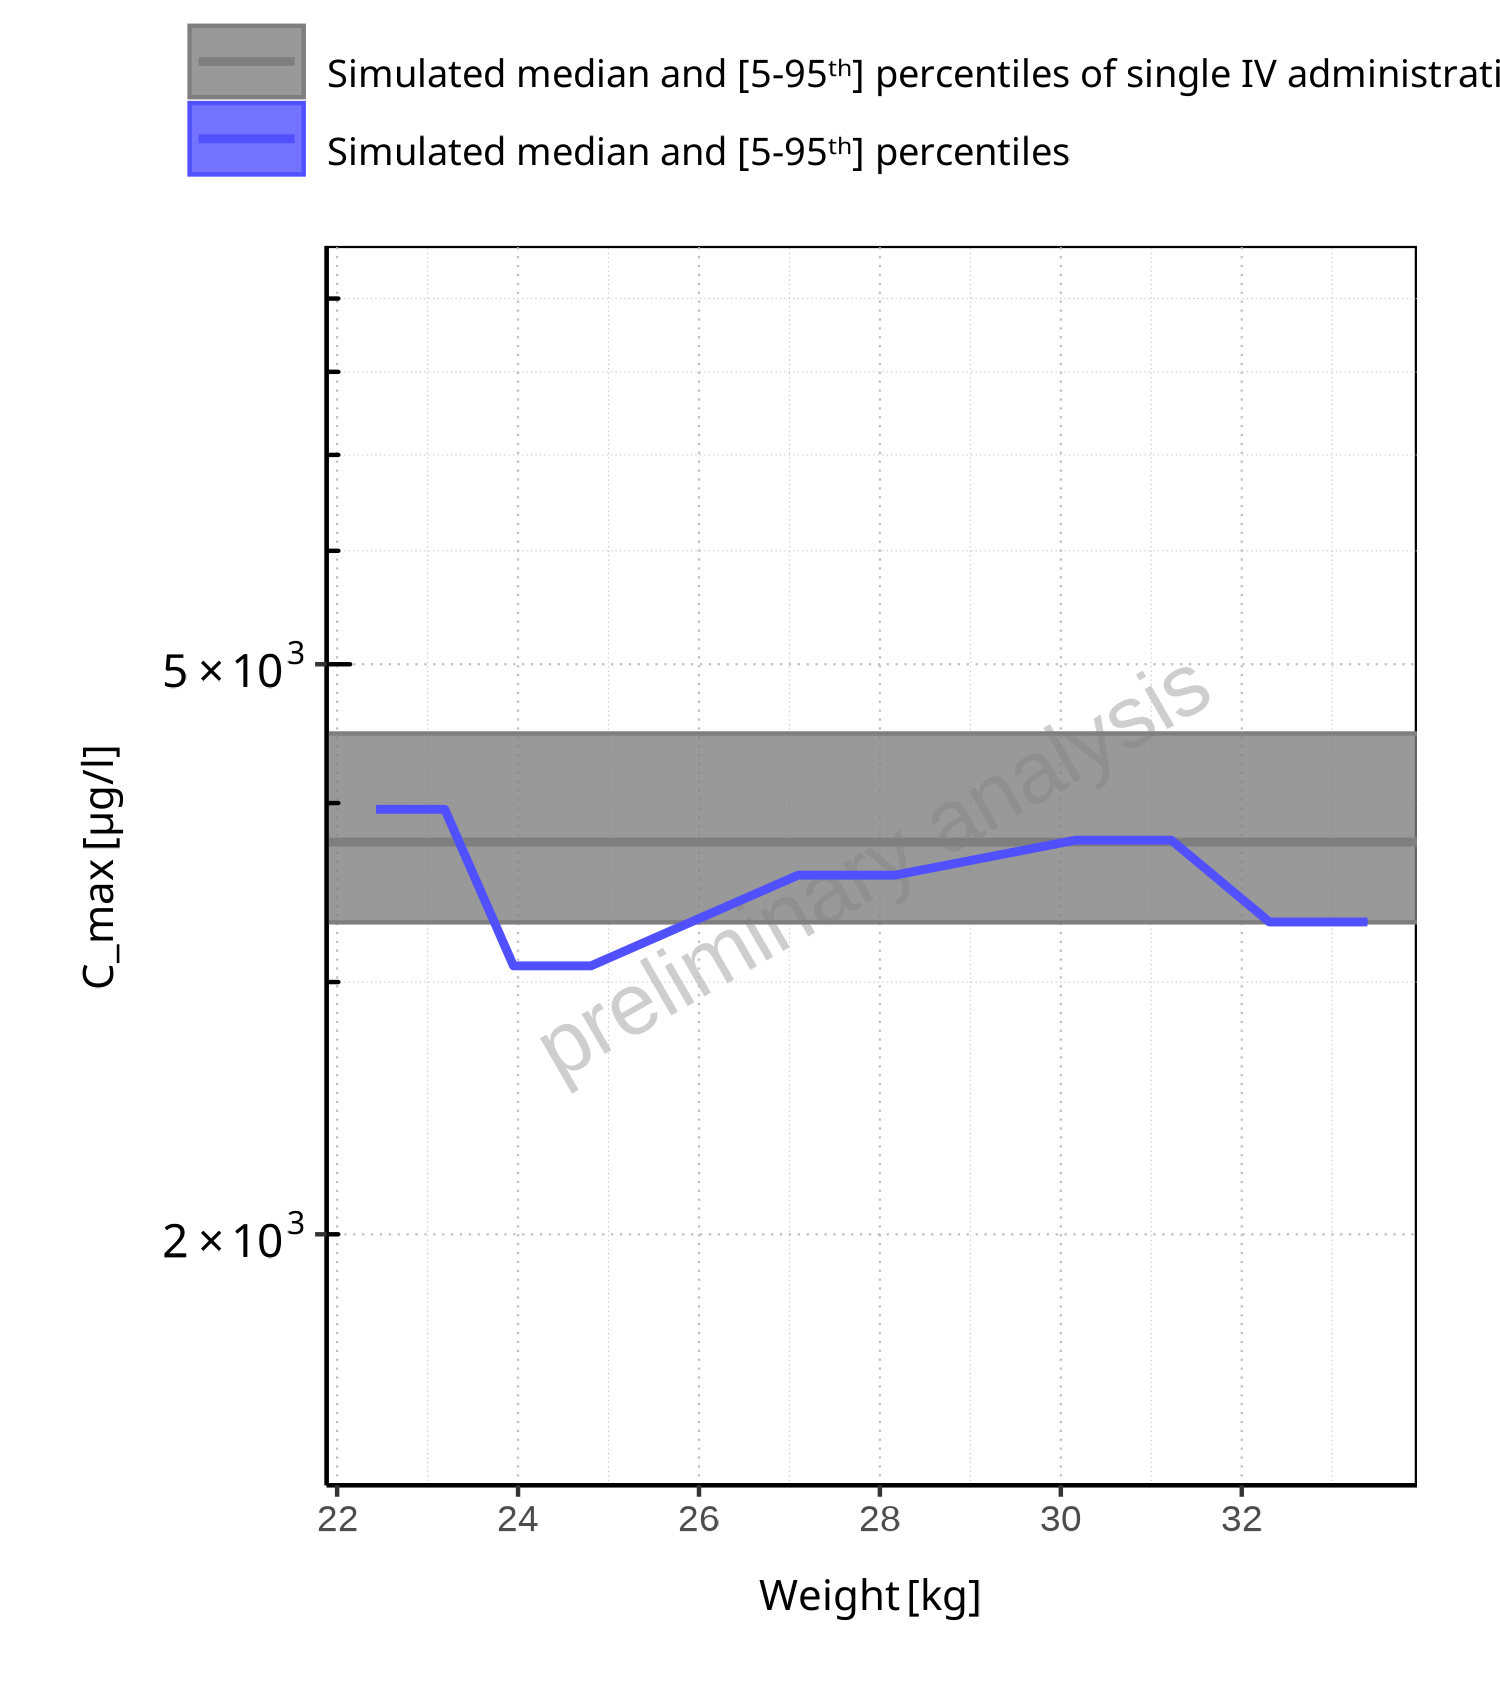 Simulated median and [5-95ᵗʰ] percentiles of single IV administrati
Simulated median and [5-95ᵗʰ] percentiles
5 × 10³
2 × 10³
C_max [µg/l]
preliminary analysis
22 24 26 28 30 32
Weight [kg]